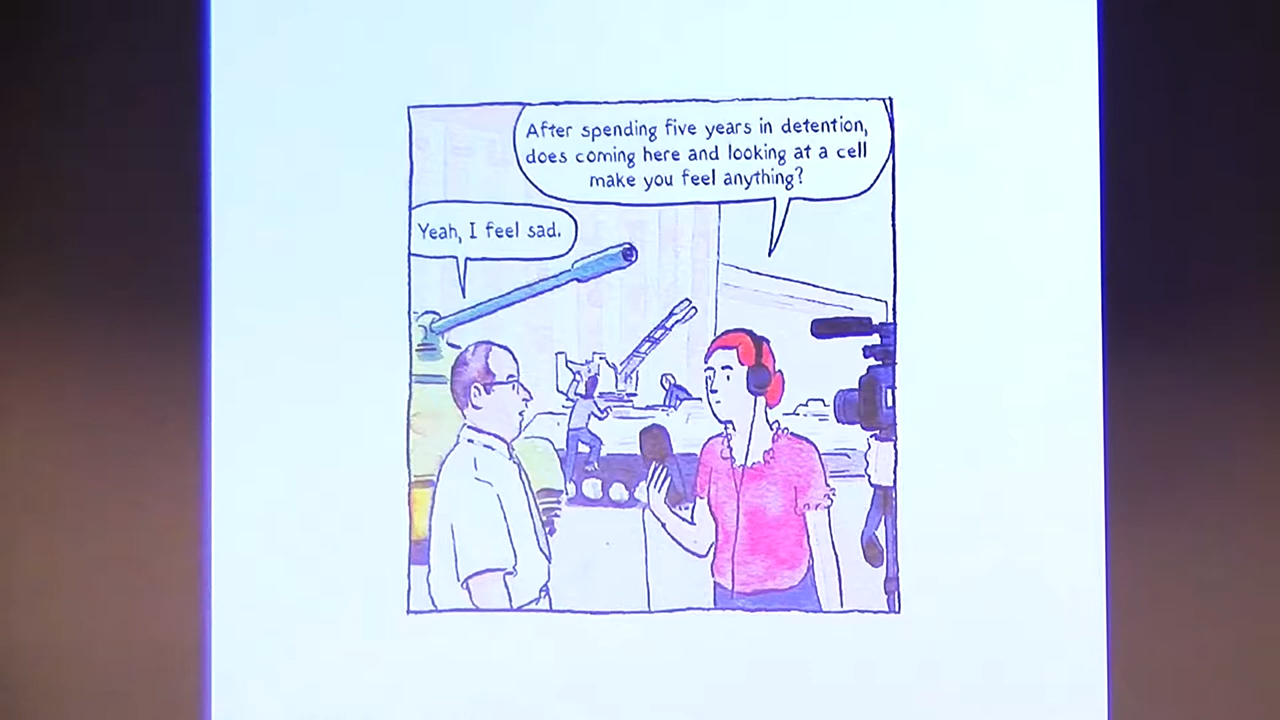 After spending five years in detention,
does coming here and looking at a cell
make you feel anything?
Yeah, I feel sad.